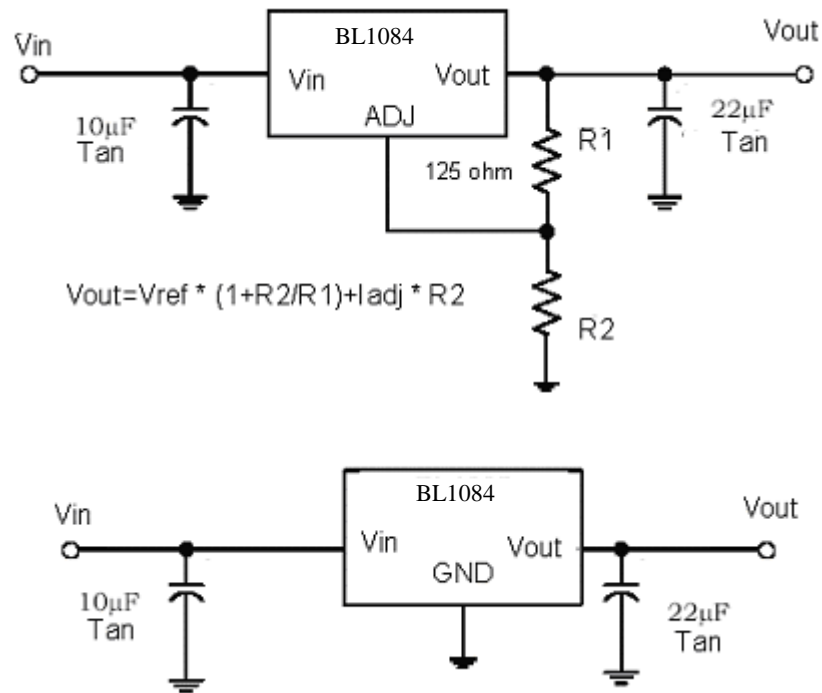 Vin
BL1084
Vout
Vin
Vout
ADJ
10µF
Tan
125 ohm
R1
22µF
Tan
Vout=Vref * (1+R2/R1)+Iadj * R2
R2
BL1084
Vin
Vout
Vin
Vout
GND
10µF
Tan
22µF
Tan